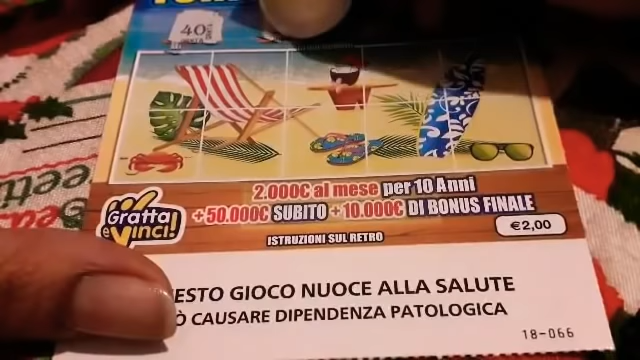 40
2.000€ al mese per 10 Anni
+50.000€ SUBITO +10.000€ DI BONUS FINALE
Gratta
e Vinci!
€2,00
ISTRUZIONI SUL RETRO
ESTO GIOCO NUOCE ALLA SALUTE
Ò CAUSARE DIPENDENZA PATOLOGICA
18-066